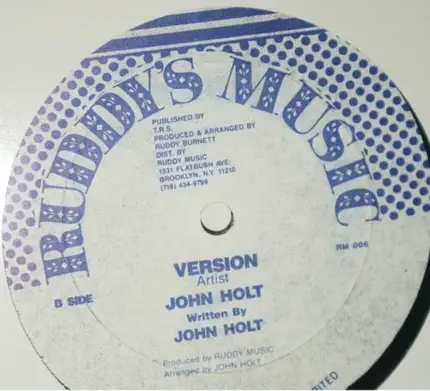 RUDDY'S MUSIC
PUBLISHED BY
T.R.S.
PRODUCED & ARRANGED BY
RUDDY BURNETT
DIST. BY
RUDDY MUSIC
1531 FLATBUSH AVE.
BROOKLYN, N.Y. 11210
(718) 434-9799
RM 006
B SIDE
VERSION
Artist
JOHN HOLT
Written By
JOHN HOLT
Produced by RUDDY MUSIC
Arranged by JOHN HOLT